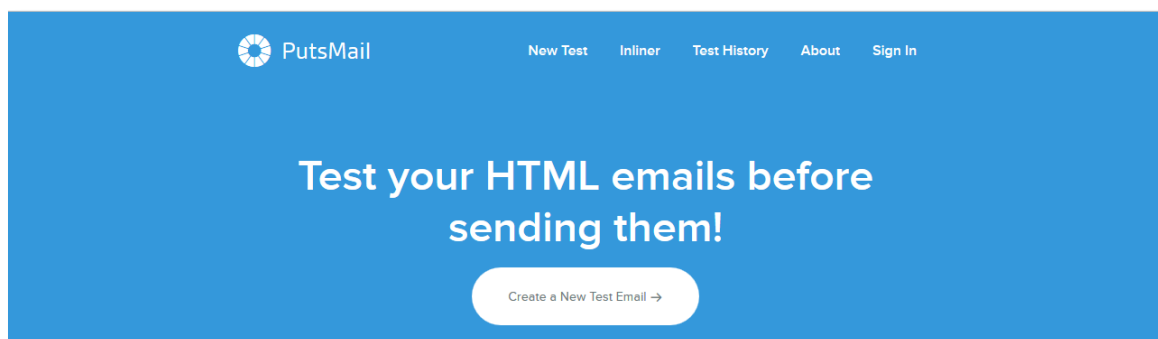 PutsMail
New Test Inliner Test History About Sign In
Test your HTML emails before
sending them!
Create a New Test Email →